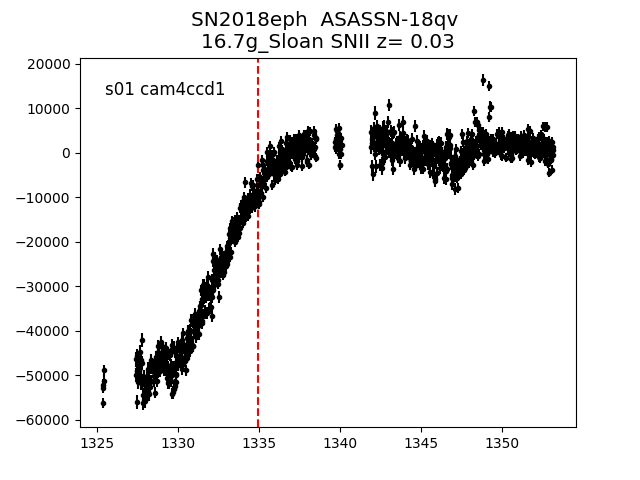 SN2018eph  ASASSN-18qv
16.7g_Sloan SNII z= 0.03
s01 cam4ccd1
20000
10000
0
−10000
−20000
−30000
−40000
−50000
−60000
1325 1330 1335 1340 1345 1350